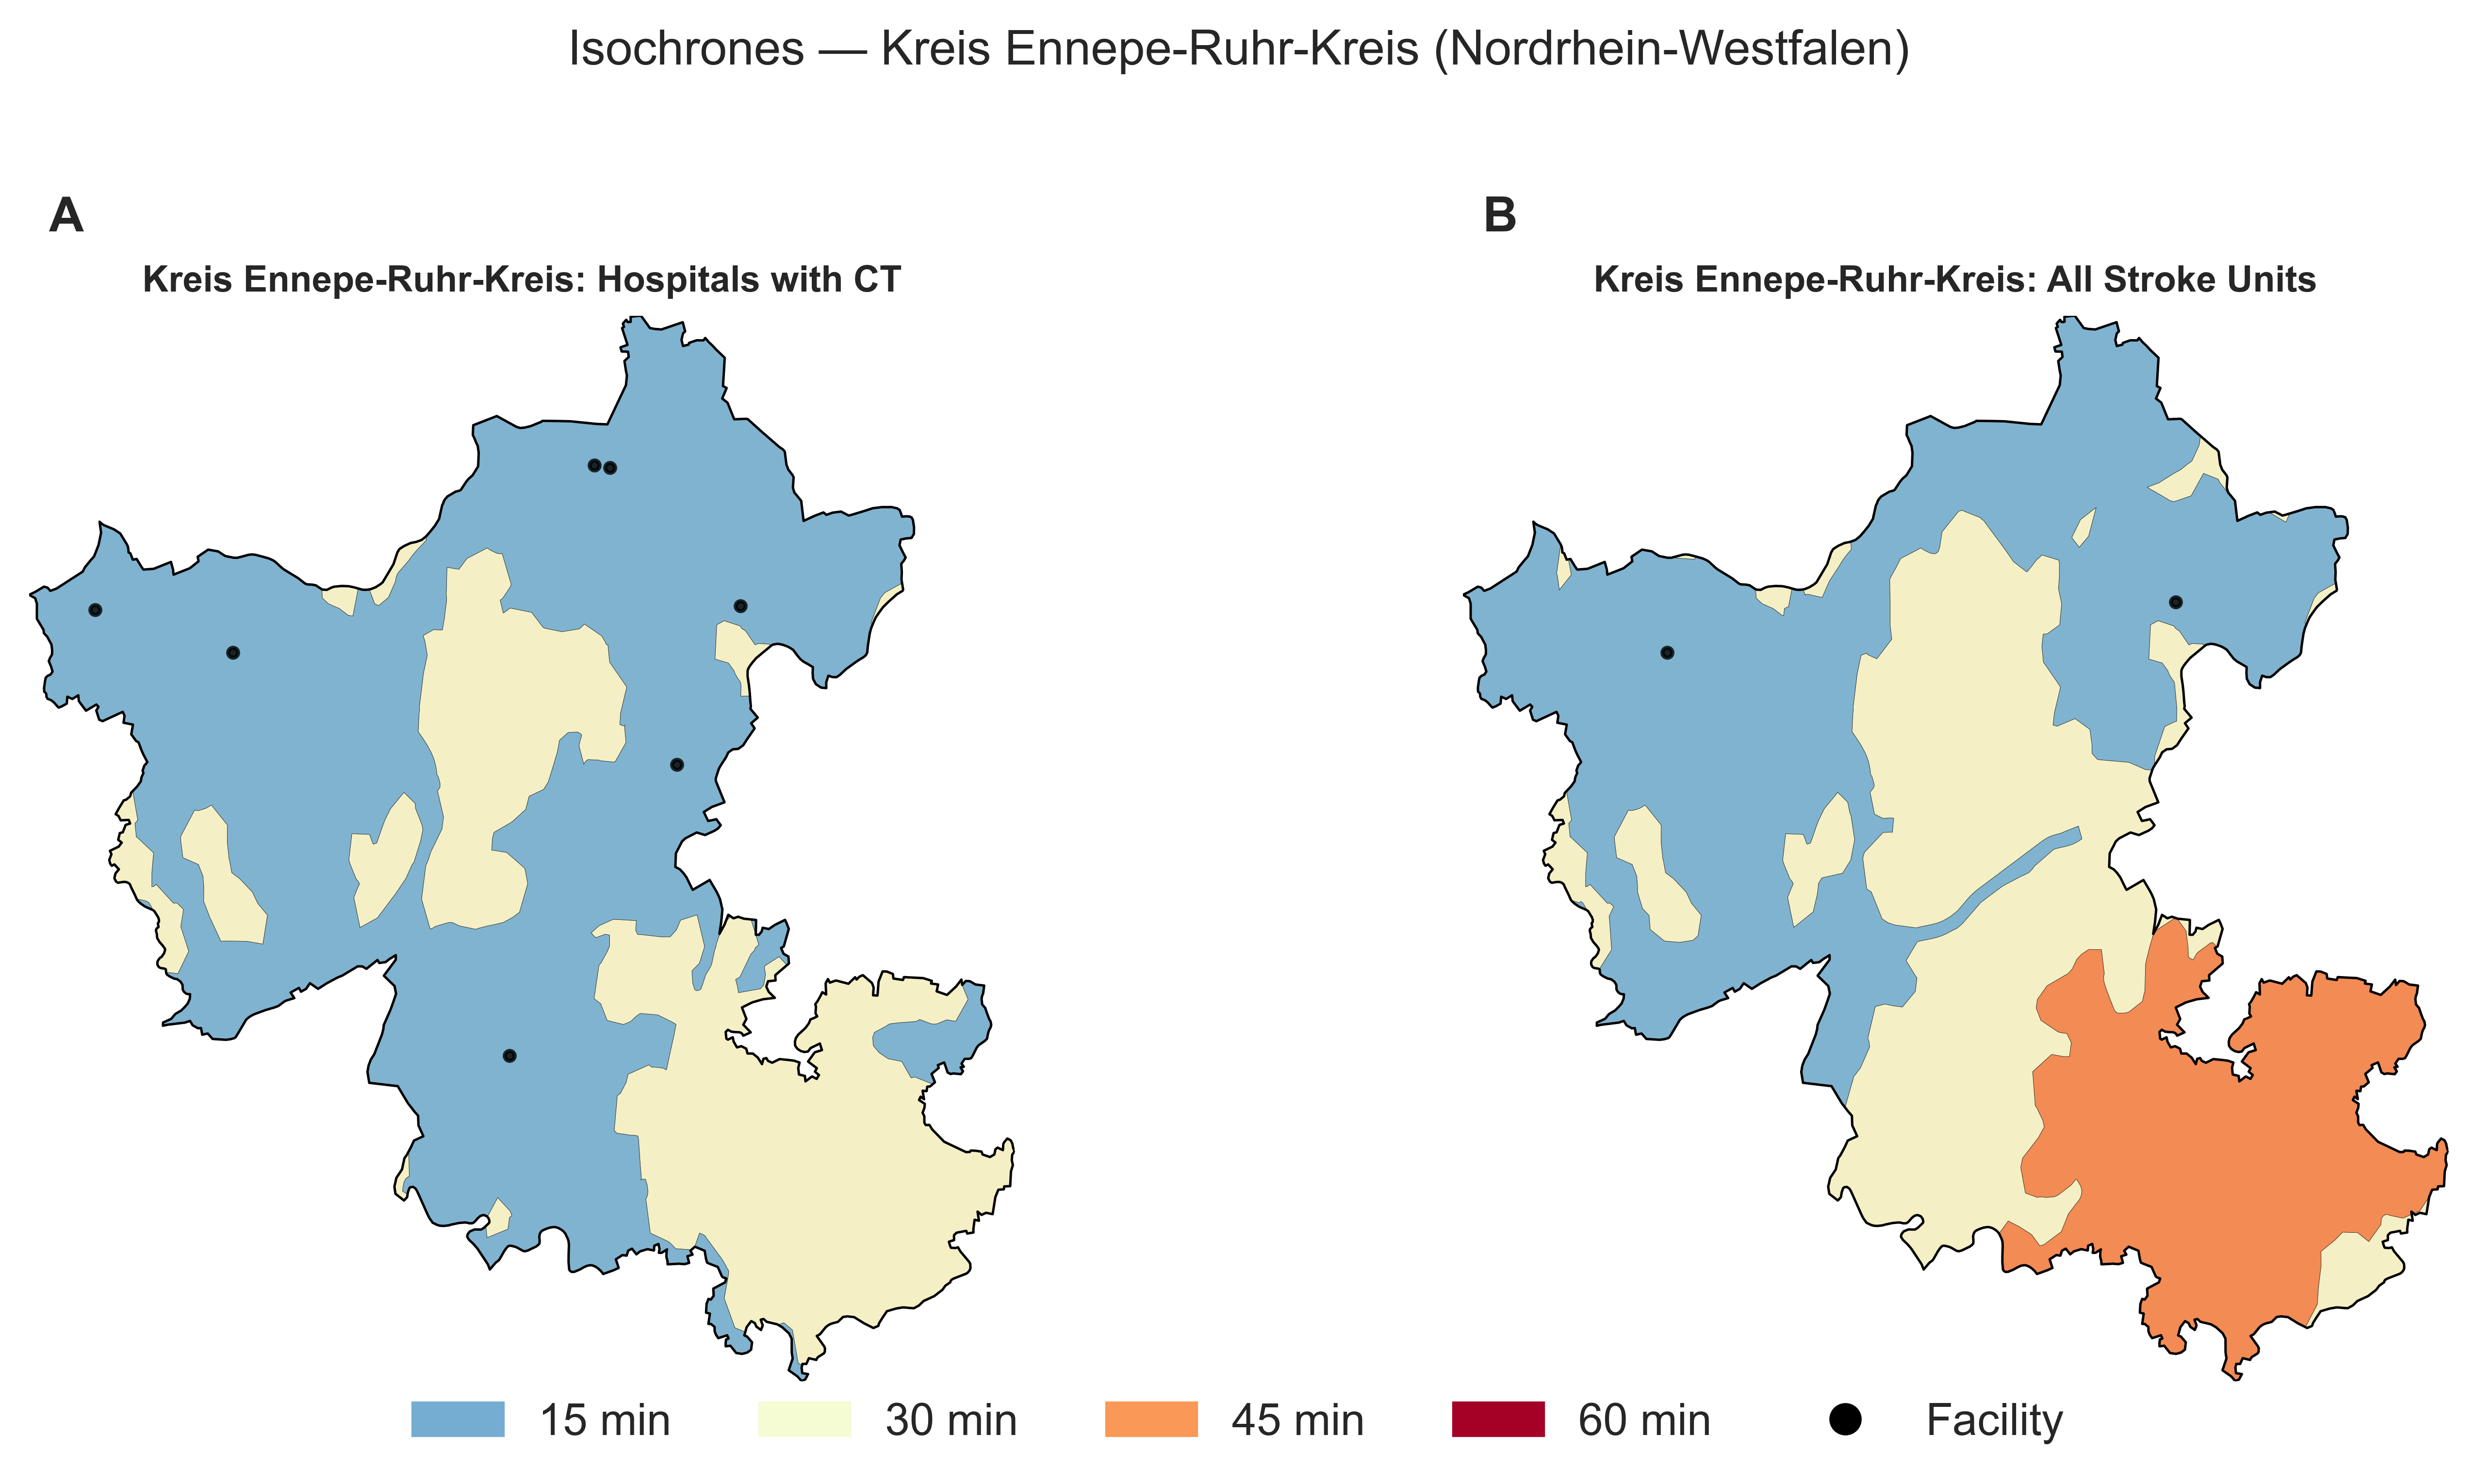 Isochrones — Kreis Ennepe-Ruhr-Kreis (Nordrhein-Westfalen)
A
B
Kreis Ennepe-Ruhr-Kreis: Hospitals with CT
Kreis Ennepe-Ruhr-Kreis: All Stroke Units
15 min
30 min
45 min
60 min
Facility